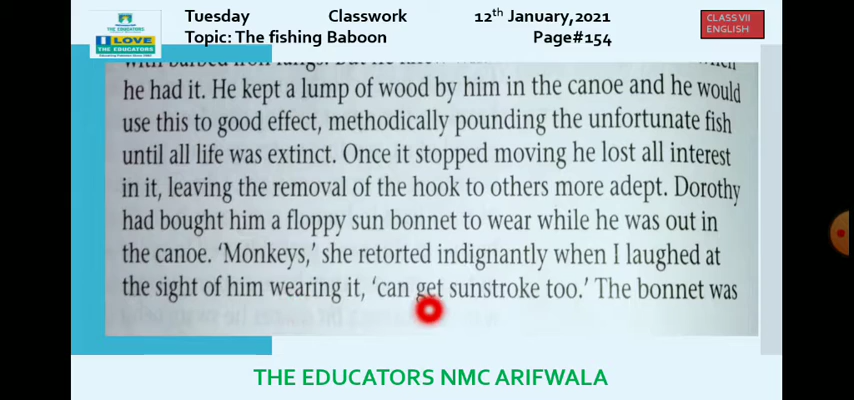 Tuesday Classwork 12th January,2021
Topic: The fishing Baboon Page#154
CLASS VII
ENGLISH
THE EDUCATORS
I LOVE
THE EDUCATORS
he had it. He kept a lump of wood by him in the canoe and he would
use this to good effect, methodically pounding the unfortunate fish
until all life was extinct. Once it stopped moving he lost all interest
in it, leaving the removal of the hook to others more adept. Dorothy
had bought him a floppy sun bonnet to wear while he was out in
the canoe. ‘Monkeys,’ she retorted indignantly when I laughed at
the sight of him wearing it, ‘can get sunstroke too.’ The bonnet was
THE EDUCATORS NMC ARIFWALA